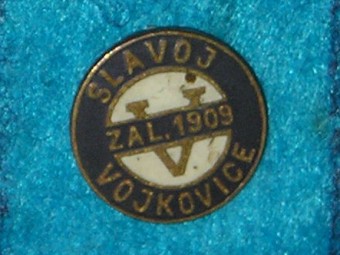 SLAVOJ
V
ZAL. 1909
VOJKOVICE